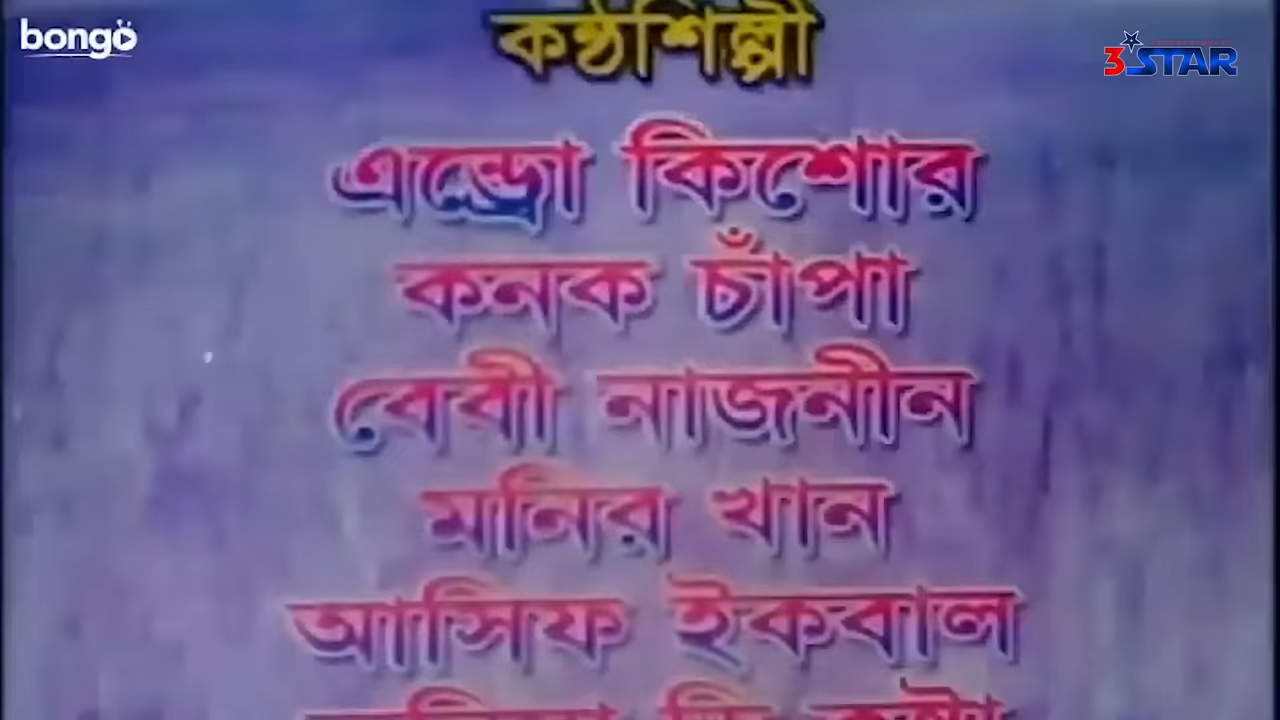 bongo
3STAR
কন্ঠশিল্পী
এন্ড্রো কিশোর
কনক চাঁপা
বেবী নাজনীন
মনির খান
আসিফ ইকবাল